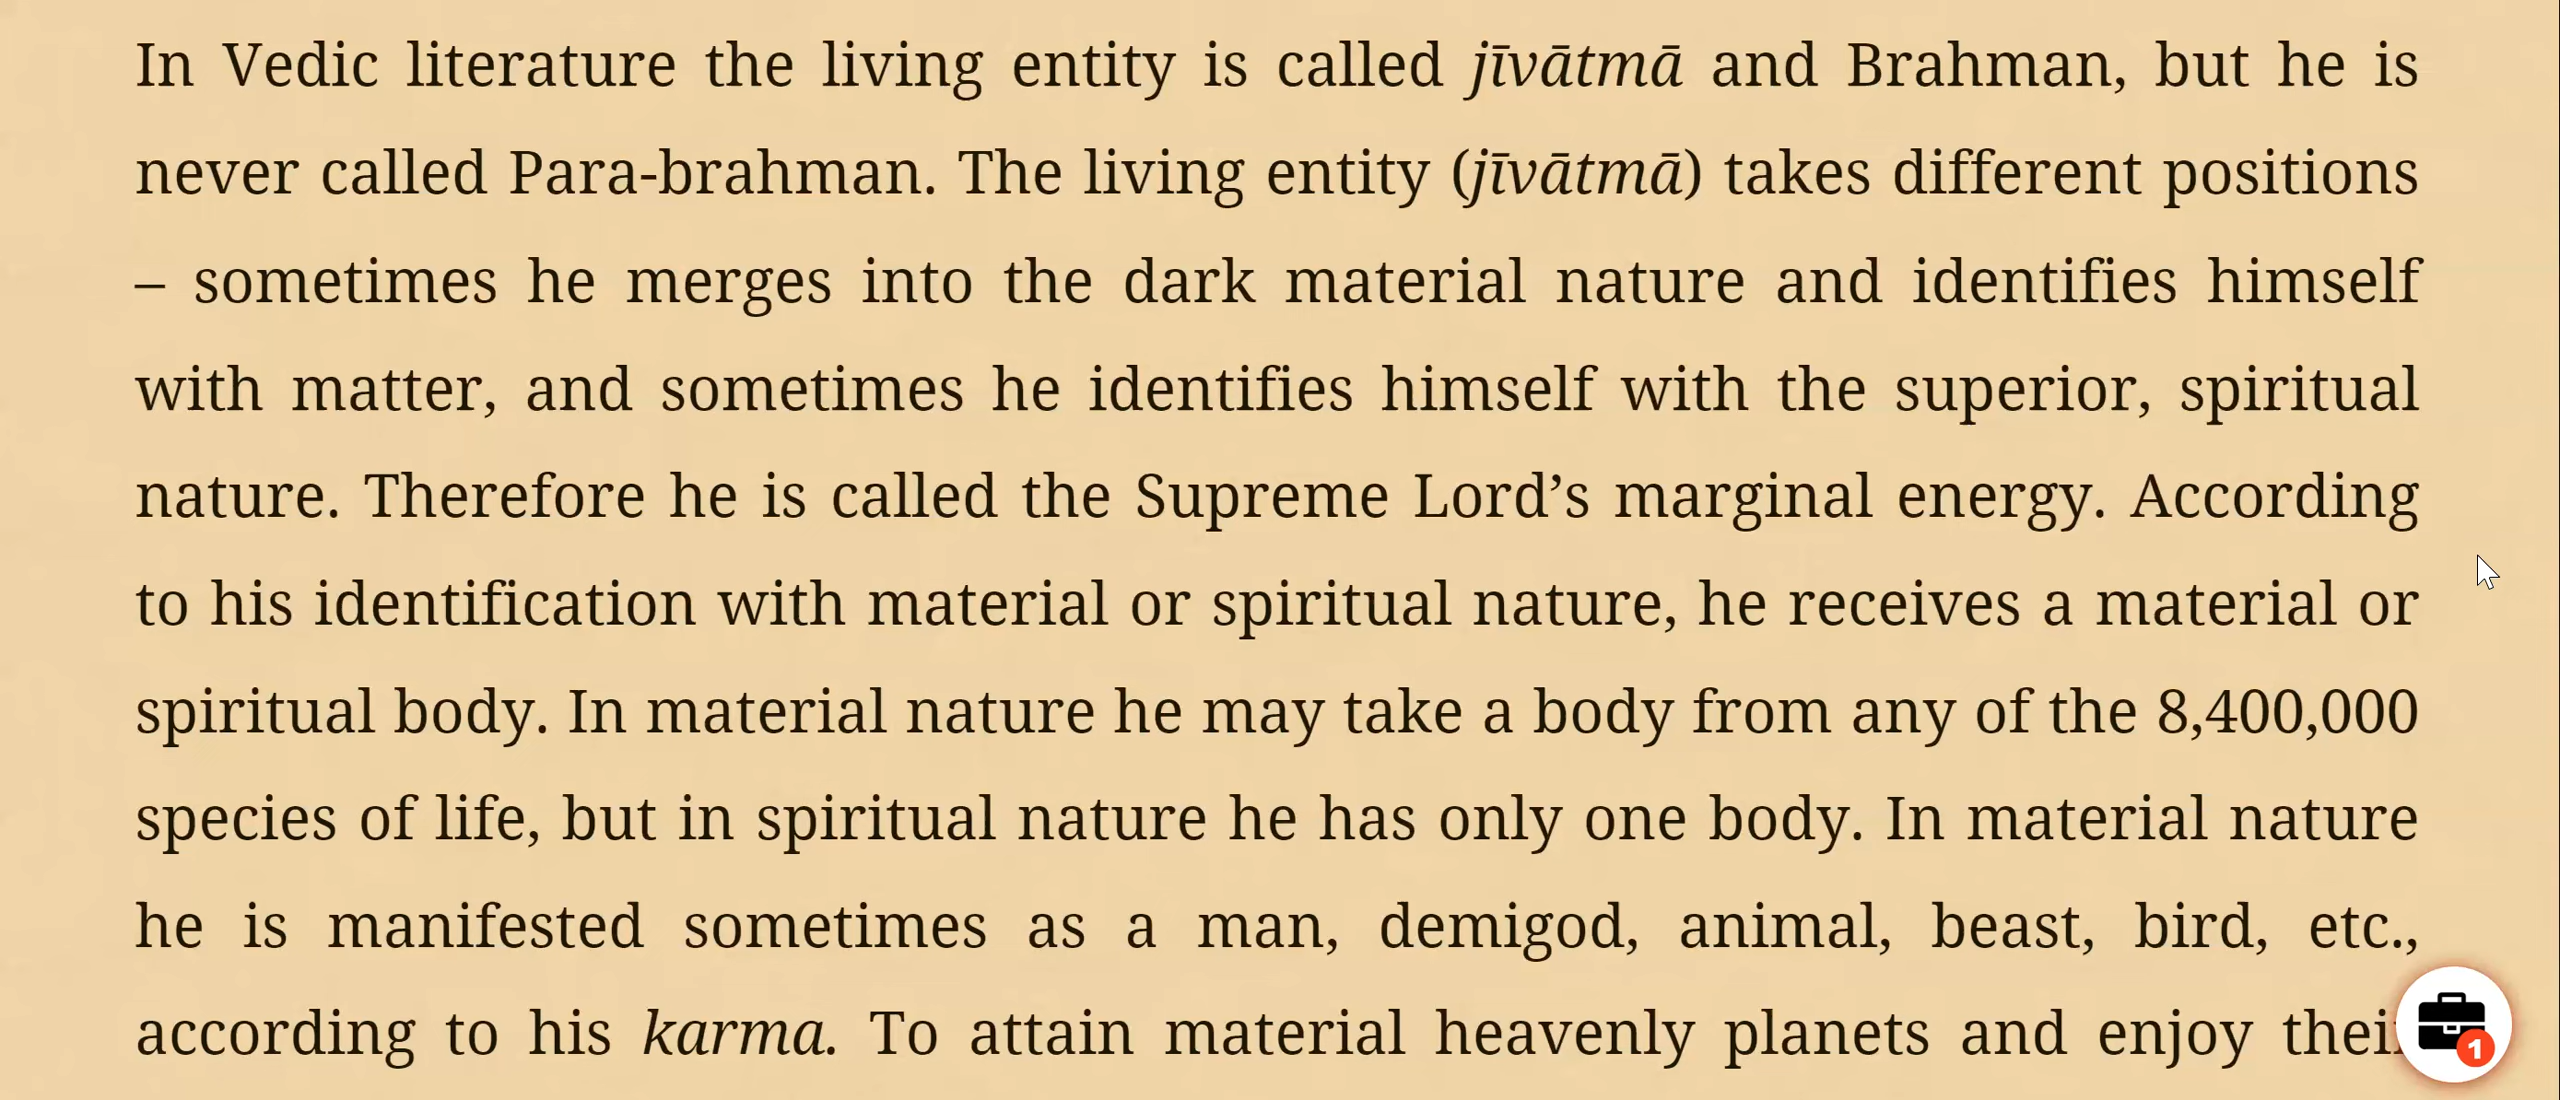 In Vedic literature the living entity is called jīvātmā and Brahman, but he is
never called Para-brahman. The living entity (jīvātmā) takes different positions
– sometimes he merges into the dark material nature and identifies himself
with matter, and sometimes he identifies himself with the superior, spiritual
nature. Therefore he is called the Supreme Lord’s marginal energy. According
to his identification with material or spiritual nature, he receives a material or
spiritual body. In material nature he may take a body from any of the 8,400,000
species of life, but in spiritual nature he has only one body. In material nature
he is manifested sometimes as a man, demigod, animal, beast, bird, etc.,
according to his karma. To attain material heavenly planets and enjoy their
1